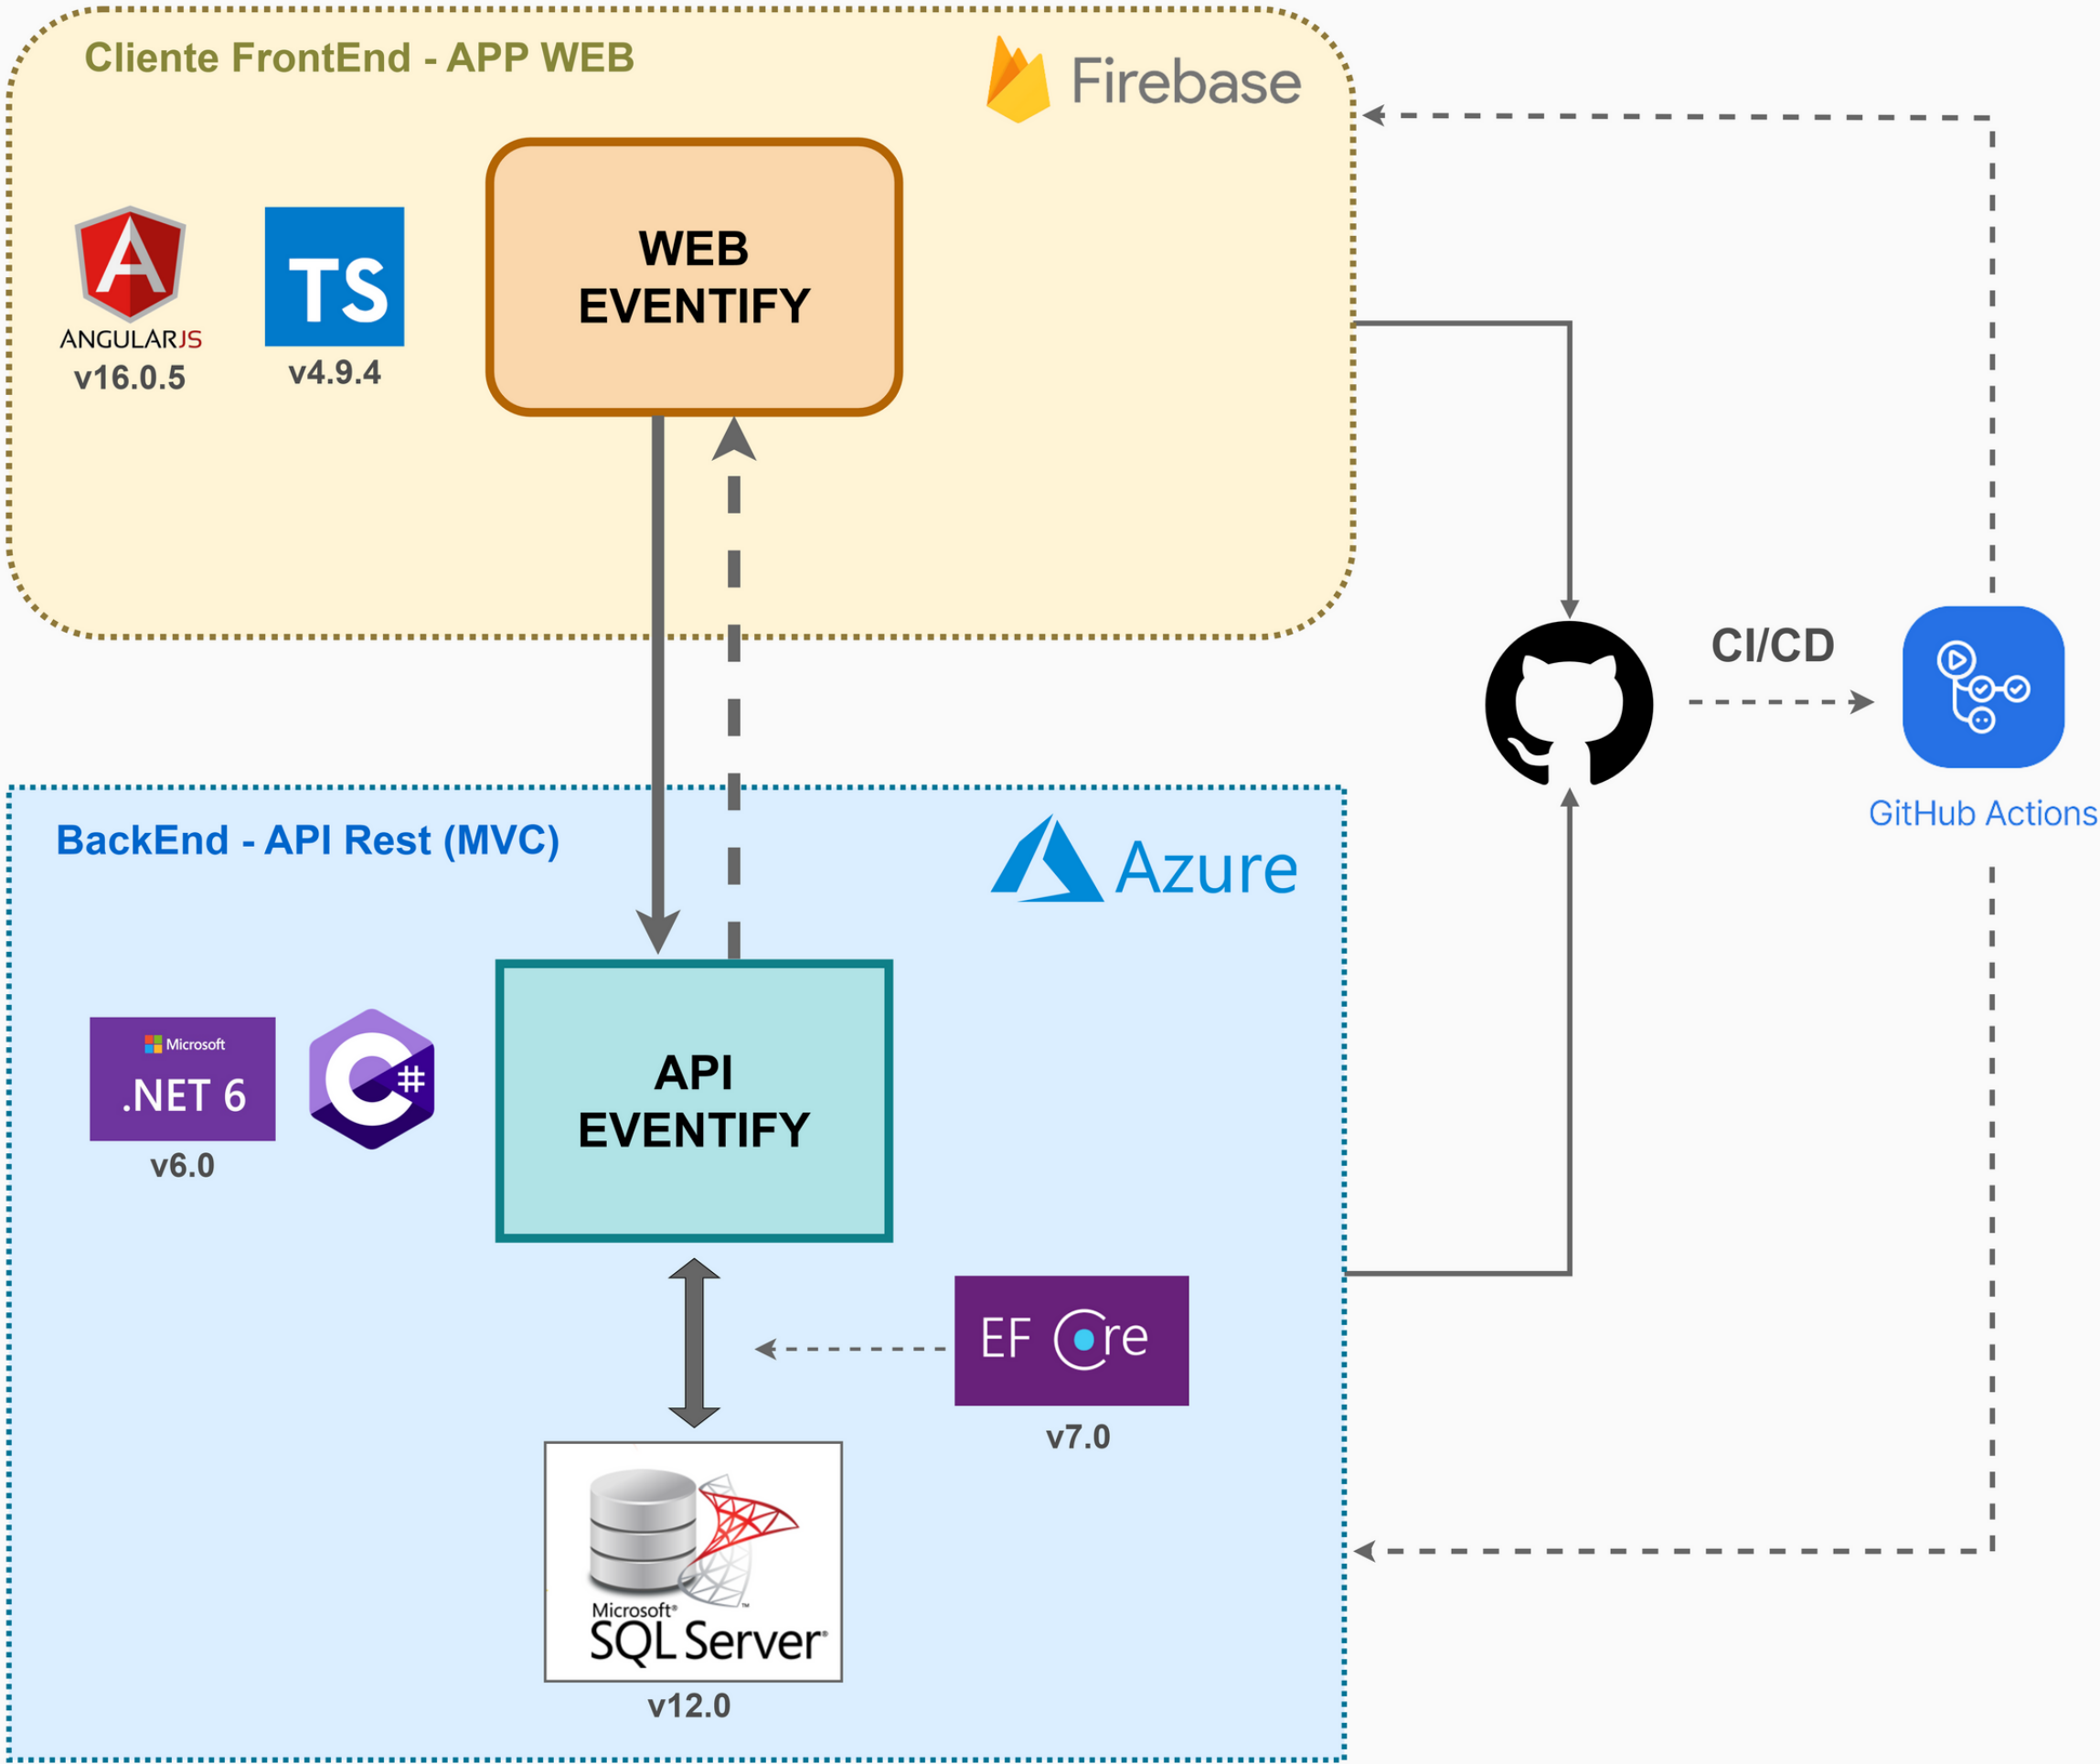 Cliente FrontEnd - APP WEB
Firebase
WEB
EVENTIFY
ANGULARJS
v16.0.5
TS
v4.9.4
CI/CD
GitHub Actions
BackEnd - API Rest (MVC)
Azure
Microsoft
.NET 6
v6.0
C#
API
EVENTIFY
EF Core
v7.0
Microsoft®
SQL Server®
™
v12.0